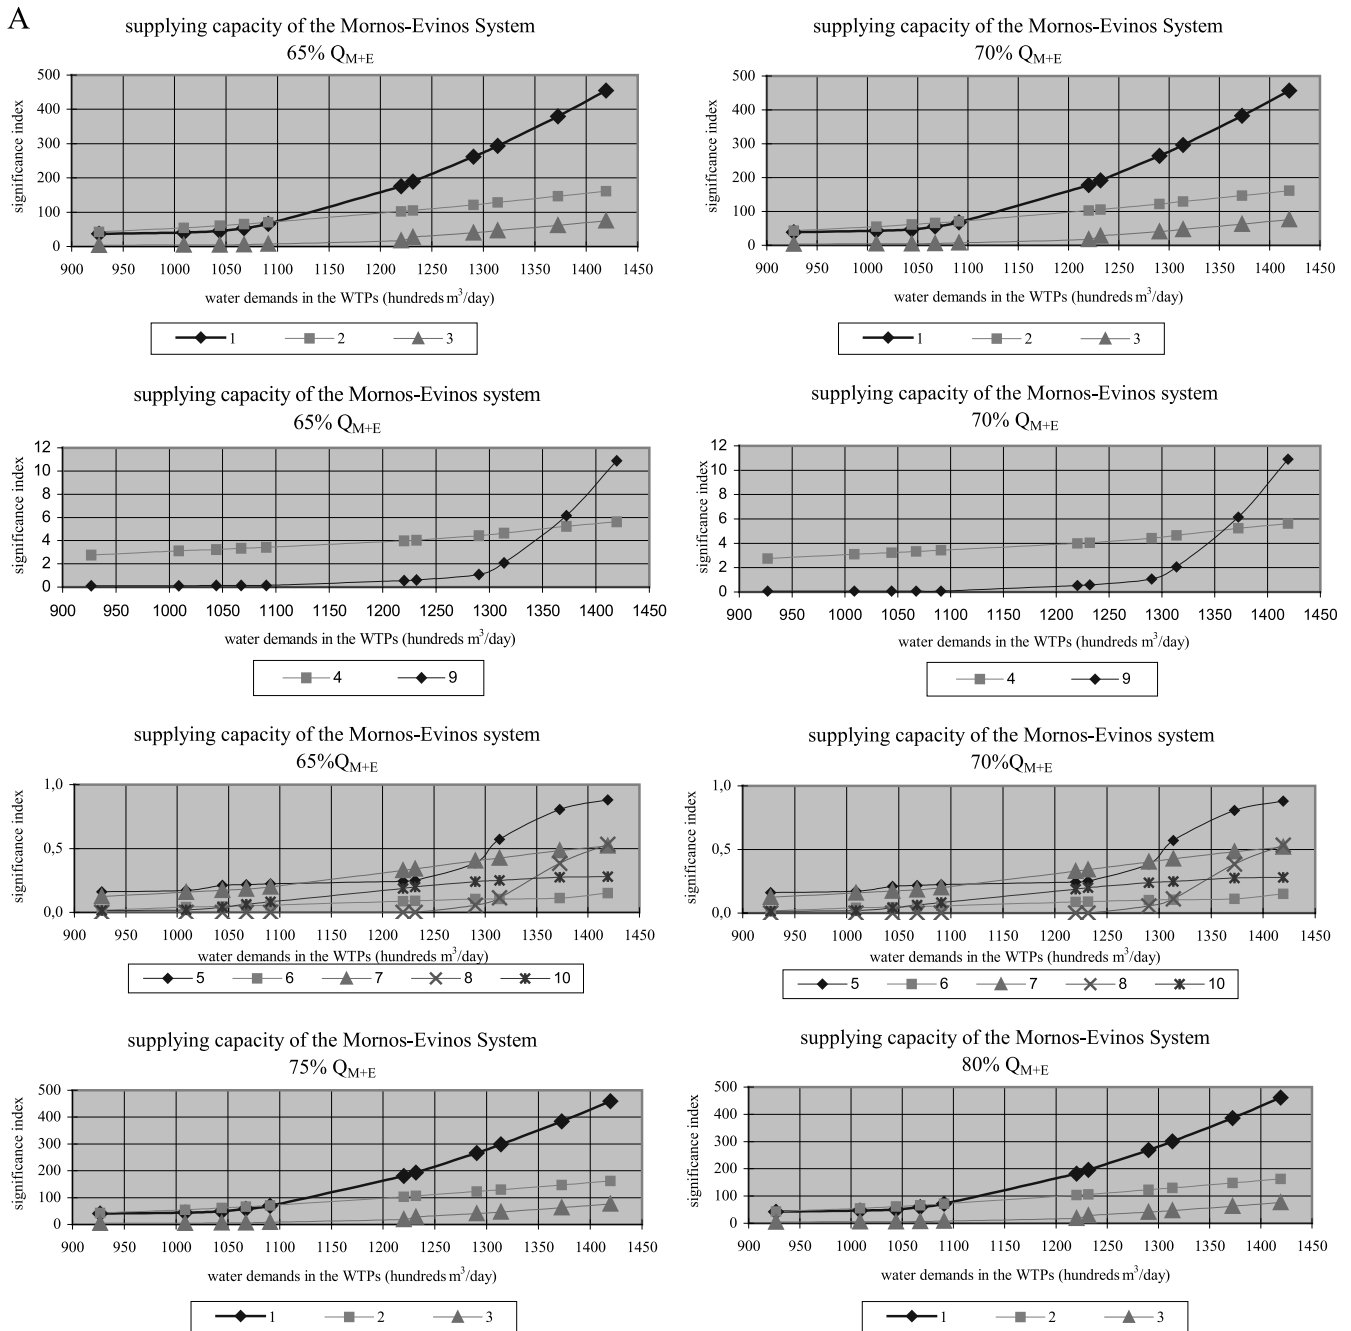 A
supplying capacity of the Mornos-Evinos System
65% Q_M+E
significance index
500
400
300
200
100
0
900 950 1000 1050 1100 1150 1200 1250 1300 1350 1400 1450
water demands in the WTPs (hundreds m³/day)
1 2 3
supplying capacity of the Mornos-Evinos System
70% Q_M+E
significance index
500
400
300
200
100
0
900 950 1000 1050 1100 1150 1200 1250 1300 1350 1400 1450
water demands in the WTPs (hundreds m³/day)
1 2 3
supplying capacity of the Mornos-Evinos system
65% Q_M+E
significance index
12
10
8
6
4
2
0
900 950 1000 1050 1100 1150 1200 1250 1300 1350 1400 1450
water demands in the WTPs (hundreds m³/day)
4 9
supplying capacity of the Mornos-Evinos system
70% Q_M+E
significance index
12
10
8
6
4
2
0
900 950 1000 1050 1100 1150 1200 1250 1300 1350 1400 1450
water demands in the WTPs (hundreds m³/day)
4 9
supplying capacity of the Mornos-Evinos system
65%Q_M+E
significance index
1,0
0,5
0,0
900 950 1000 1050 1100 1150 1200 1250 1300 1350 1400 1450
water demands in the WTPs (hundreds m³/day)
5 6 7 8 10
supplying capacity of the Mornos-Evinos system
70%Q_M+E
significance index
1,0
0,5
0,0
900 950 1000 1050 1100 1150 1200 1250 1300 1350 1400 1450
water demands in the WTPs (hundreds m³/day)
5 6 7 8 10
supplying capacity of the Mornos-Evinos System
75% Q_M+E
significance index
500
400
300
200
100
0
900 950 1000 1050 1100 1150 1200 1250 1300 1350 1400 1450
water demands in the WTPs (hundreds m³/day)
1 2 3
supplying capacity of the Mornos-Evinos System
80% Q_M+E
significance index
500
400
300
200
100
0
900 950 1000 1050 1100 1150 1200 1250 1300 1350 1400 1450
water demands in the WTPs (hundreds m³/day)
1 2 3